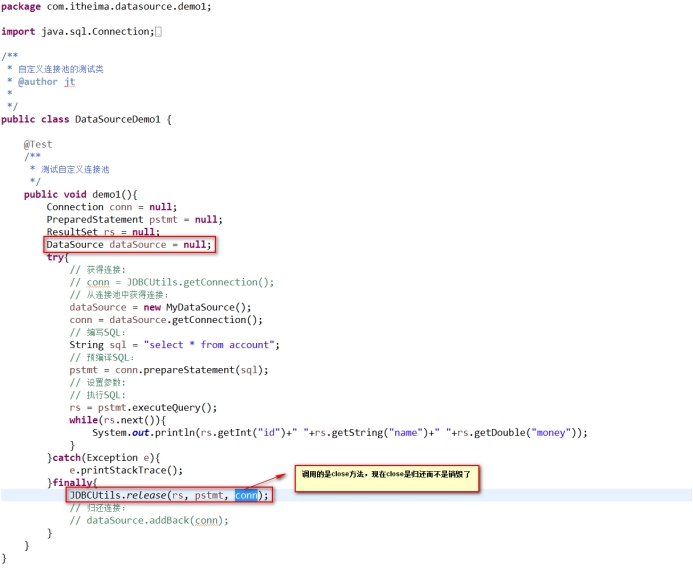 package com.itheima.datasource.demo1;
import java.sql.Connection;
/**
 * 自定义连接池的测试类
 * @author jt
 *
 */
public class DataSourceDemo1 {
@Test
/**
 * 测试自定义连接池
 */
public void demo1(){
Connection conn = null;
PreparedStatement pstmt = null;
ResultSet rs = null;
DataSource dataSource = null;
try{
// 获得连接:
// conn = JDBCUtils.getConnection();
// 从连接池中获得连接:
dataSource = new MyDataSource();
conn = dataSource.getConnection();
// 编写SQL:
String sql = "select * from account";
// 预编译SQL:
pstmt = conn.prepareStatement(sql);
// 设置参数:
// 执行SQL:
rs = pstmt.executeQuery();
while(rs.next()){
System.out.println(rs.getInt("id")+" "+rs.getString("name")+" "+rs.getDouble("money"));
}
}catch(Exception e){
e.printStackTrace();
}finally{
调用的是close方法，现在close是归还而不是销毁了
JDBCUtils.release(rs, pstmt, conn);
// 归还连接:
// dataSource.addBack(conn);
}
}
}